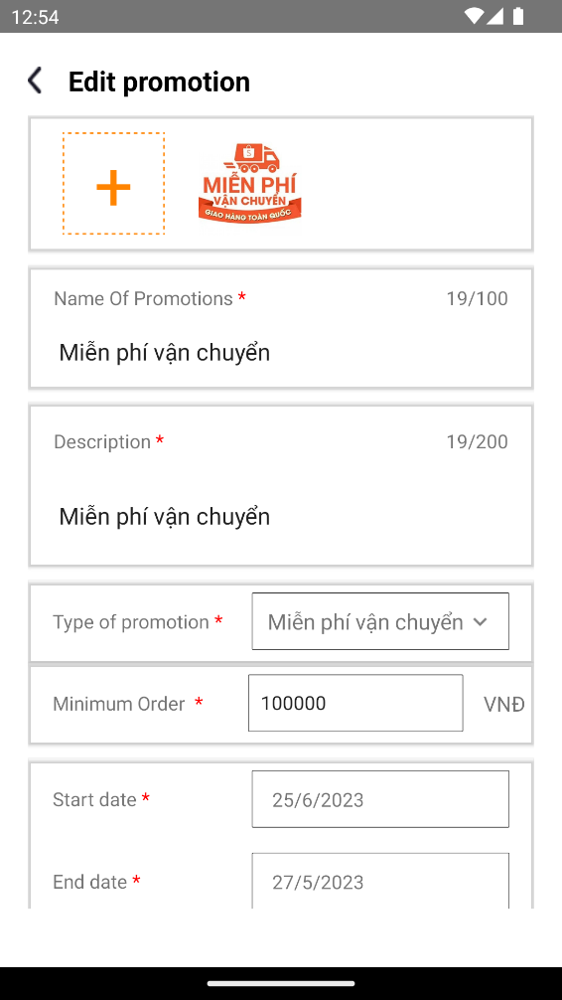 12:54
Edit promotion
MIỄN PHÍ
VẬN CHUYỂN
GIAO HÀNG TOÀN QUỐC
Name Of Promotions * 19/100
Miễn phí vận chuyển
Description * 19/200
Miễn phí vận chuyển
Type of promotion * Miễn phí vận chuyển
Minimum Order * 100000 VNĐ
Start date * 25/6/2023
End date * 27/5/2023